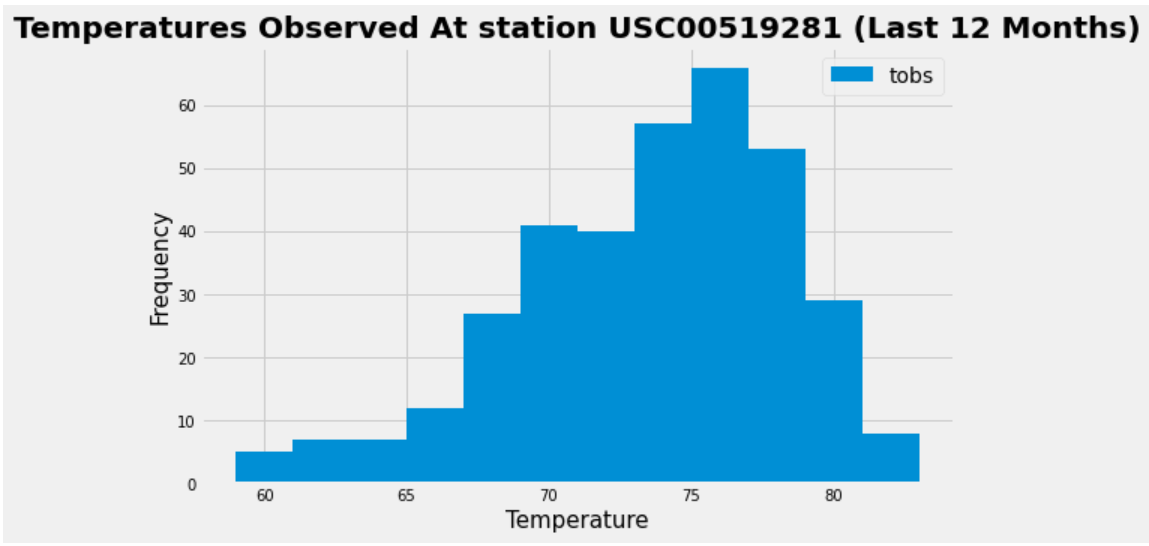 Temperatures Observed At station USC00519281 (Last 12 Months)
tobs
60
50
40
30
20
10
0
Frequency
60 65 70 75 80
Temperature